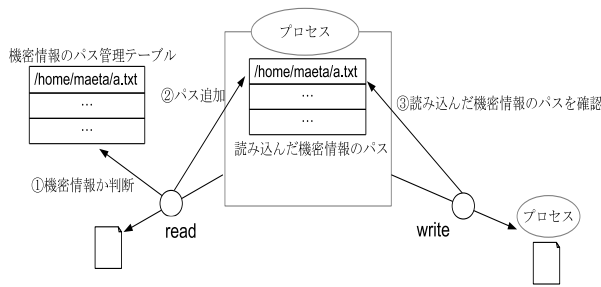 プロセス
機密情報のパス管理テーブル
/home/maeta/a.txt
…
…
/home/maeta/a.txt
…
…
②パス追加
③読み込んだ機密情報のパスを確認
読み込んだ機密情報のパス
①機密情報か判断
read
write
プロセス